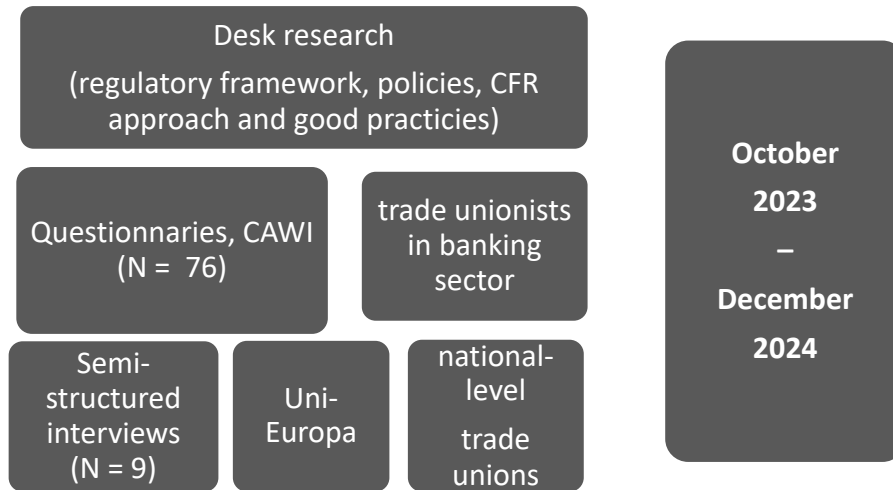 Desk research
(regulatory framework, policies, CFR
approach and good practicies)
Questionnaries, CAWI
(N = 76)
trade unionists
in banking
sector
Semi-
structured
interviews
(N = 9)
Uni-
Europa
national-
level
trade
unions
October
2023
–
December
2024